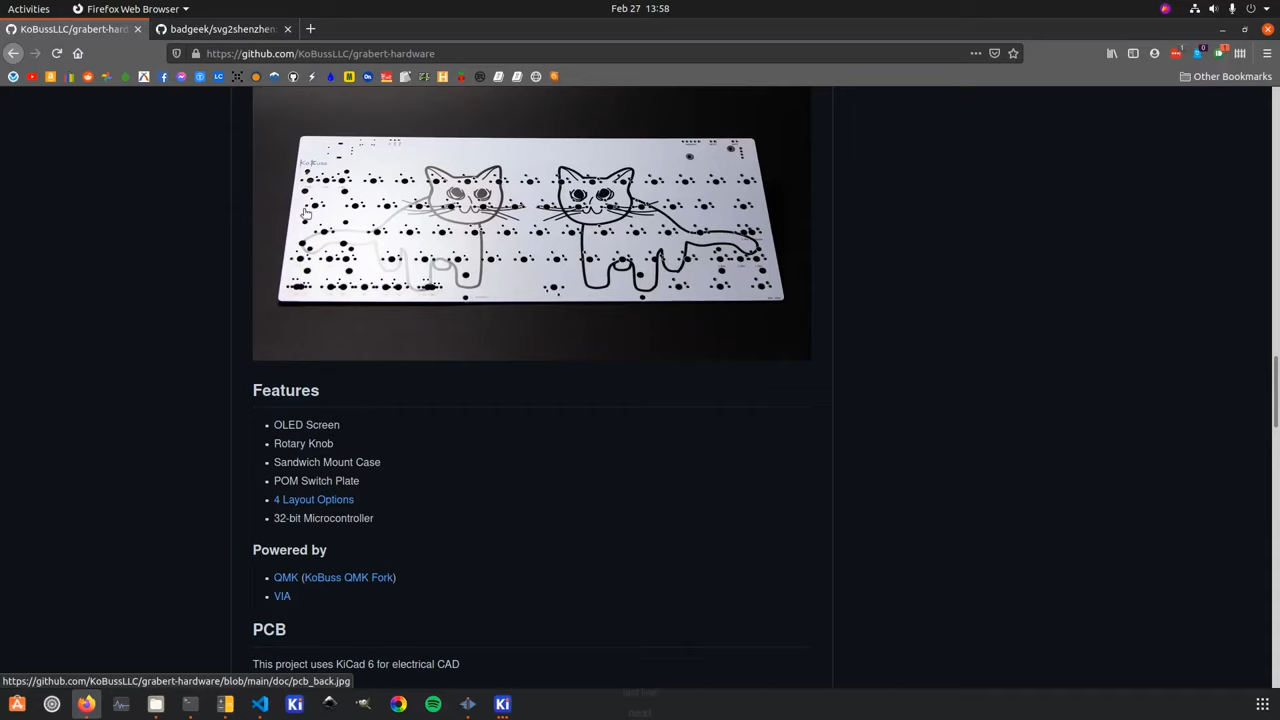 Activities
Firefox Web Browser
Feb 27 13:58
KoBussLLC/grabert-hard
badgeek/svg2shenzhen:
https://github.com/KoBussLLC/grabert-hardware
Other Bookmarks
KoBuss
Features
OLED Screen
Rotary Knob
Sandwich Mount Case
POM Switch Plate
4 Layout Options
32-bit Microcontroller
Powered by
QMK (KoBuss QMK Fork)
VIA
PCB
This project uses KiCad 6 for electrical CAD
https://github.com/KoBussLLC/grabert-hardware/blob/main/doc/pcb_back.jpg